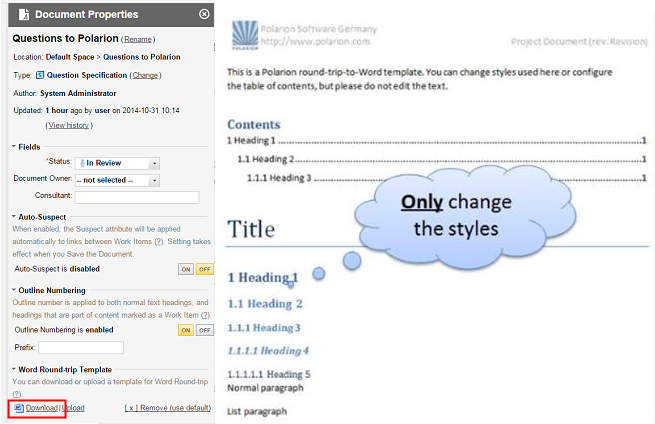 Document Properties
Questions to Polarion (Rename)
Location: Default Space > Questions to Polarion
Type: Question Specification (Change)
Author: System Administrator
Updated: 1 hour ago by user on 2014-10-31 10:14
(View history)
Fields
*Status: In Review
Document Owner: -- not selected --
Consultant:
Auto-Suspect
When enabled, the Suspect attribute will be applied
automatically to links between Work Items (?). Setting takes
effect when you Save the Document.
Auto-Suspect is disabled ON OFF
Outline Numbering
Outline number is applied to both normal text headings, and
headings that are part of content marked as a Work Item (?).
Outline Numbering is enabled ON OFF
Prefix:
Word Round-trip Template
You can download or upload a template for Word Round-trip
(?).
Download | Upload [ x ] Remove (use default)
POLARION
Polarion Software Germany
http://www.polarion.com Project Document (rev. Revision)
This is a Polarion round-trip-to-Word template. You can change styles used here or configure
the table of contents, but please do not edit the text.
Contents
1 Heading 1 ........ 1
1.1 Heading 2 ........ 1
1.1.1 Heading 3 ........ 1
Only change
the styles
Title
1 Heading 1
1.1 Heading 2
1.1.1 Heading 3
1.1.1.1 Heading 4
1.1.1.1.1 Heading 5
Normal paragraph
List paragraph